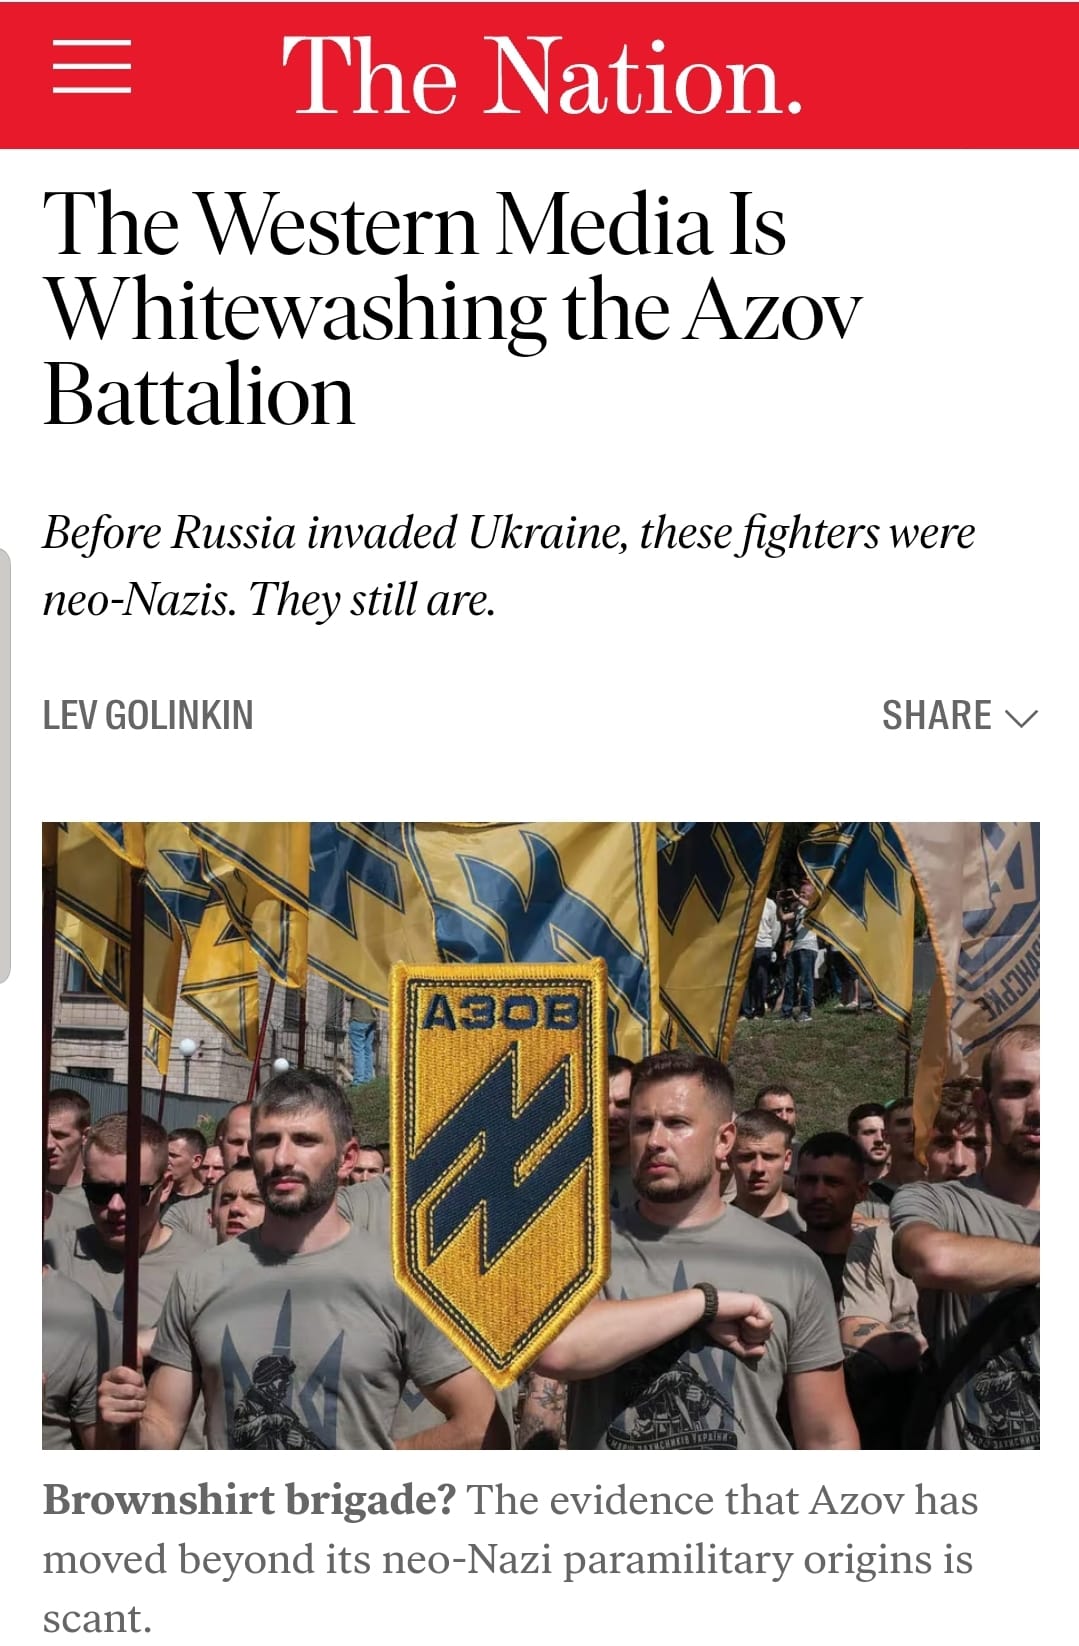 The Nation.
The Western Media Is
Whitewashing the Azov
Battalion
Before Russia invaded Ukraine, these fighters were
neo-Nazis. They still are.
LEV GOLINKIN
SHARE
АЗОВ
Brownshirt brigade? The evidence that Azov has
moved beyond its neo-Nazi paramilitary origins is
scant.